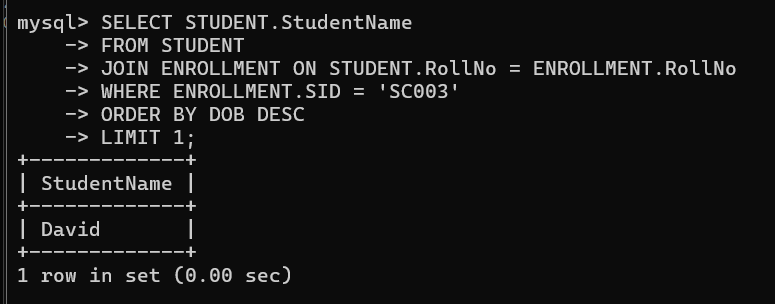 mysql> SELECT STUDENT.StudentName
    -> FROM STUDENT
    -> JOIN ENROLLMENT ON STUDENT.RollNo = ENROLLMENT.RollNo
    -> WHERE ENROLLMENT.SID = 'SC003'
    -> ORDER BY DOB DESC
    -> LIMIT 1;
+-------------+
| StudentName |
+-------------+
| David       |
+-------------+
1 row in set (0.00 sec)